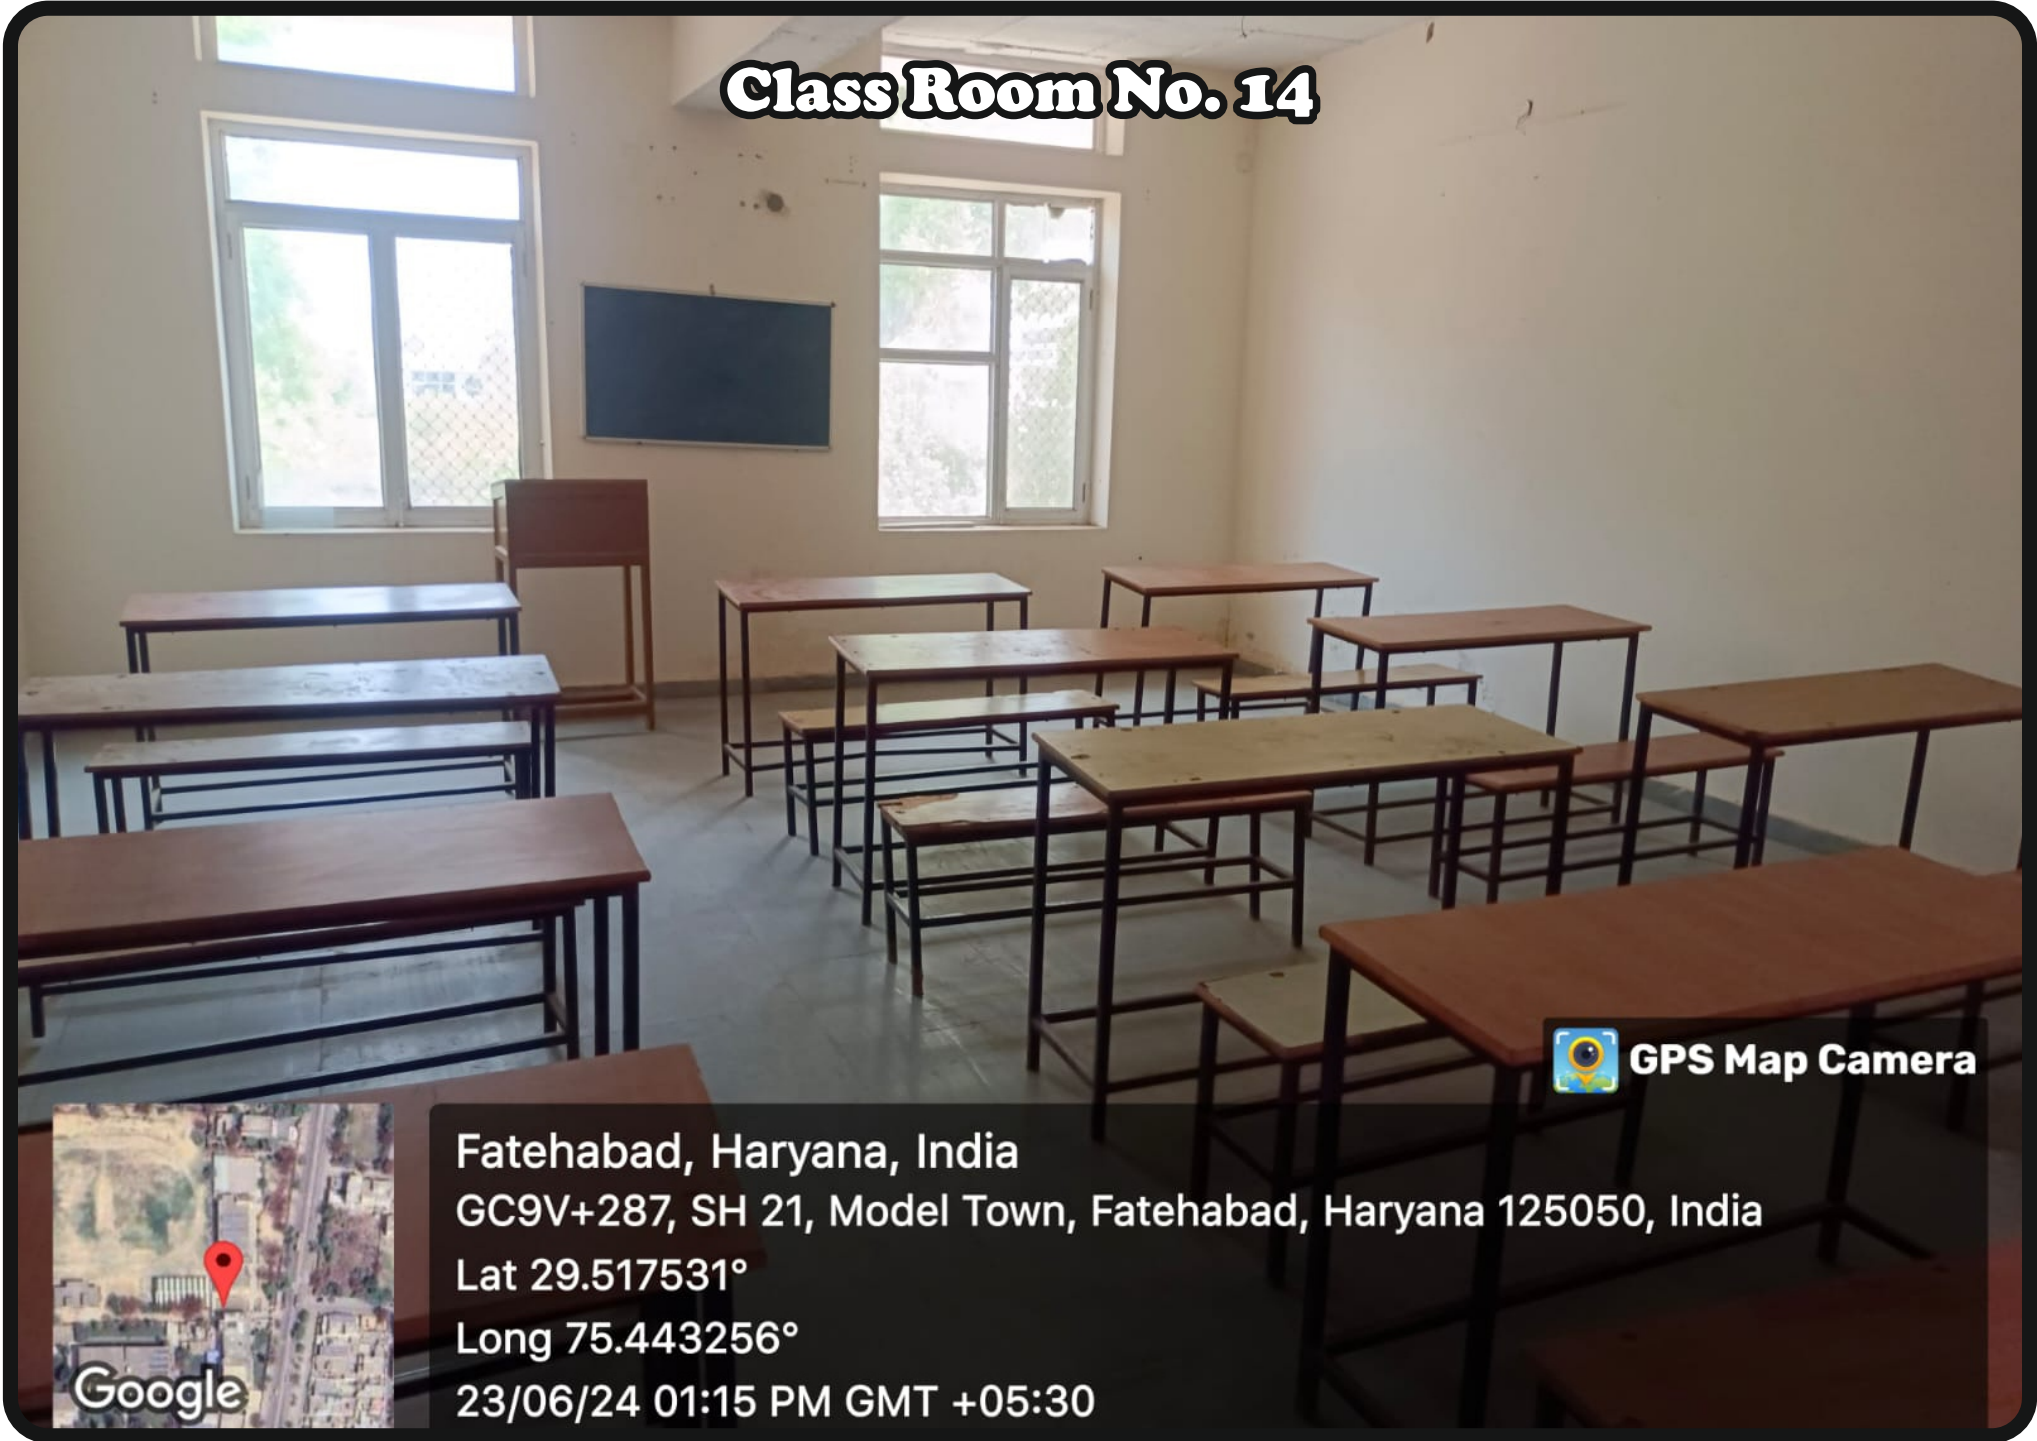 Class Room No. 14
GPS Map Camera
Fatehabad, Haryana, India
GC9V+287, SH 21, Model Town, Fatehabad, Haryana 125050, India
Lat 29.517531°
Long 75.443256°
23/06/24 01:15 PM GMT +05:30
Google